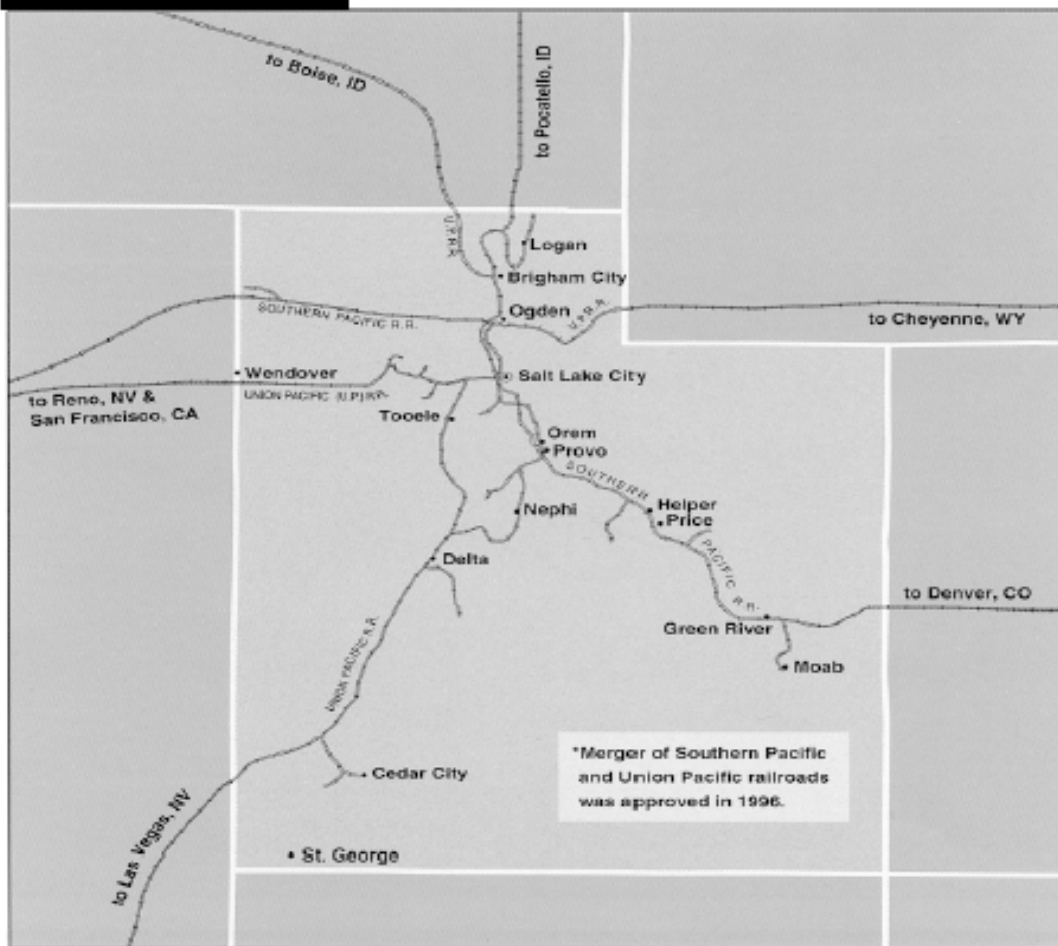 to Boise, ID
to Pocatello, ID
U.P.R.R.
Logan
Brigham City
Ogden
U.P.R.R.
SOUTHERN PACIFIC R.R.
to Cheyenne, WY
Wendover
Salt Lake City
UNION PACIFIC (U.P.) R.R.
to Reno, NV &
San Francisco, CA
Tooele
Orem
Provo
SOUTHERN
Nephi
Helper
Price
PACIFIC R.R.
Delta
to Denver, CO
Green River
Moab
UNION PACIFIC R.R.
*Merger of Southern Pacific
and Union Pacific railroads
was approved in 1996.
Cedar City
to Las Vegas, NV
St. George